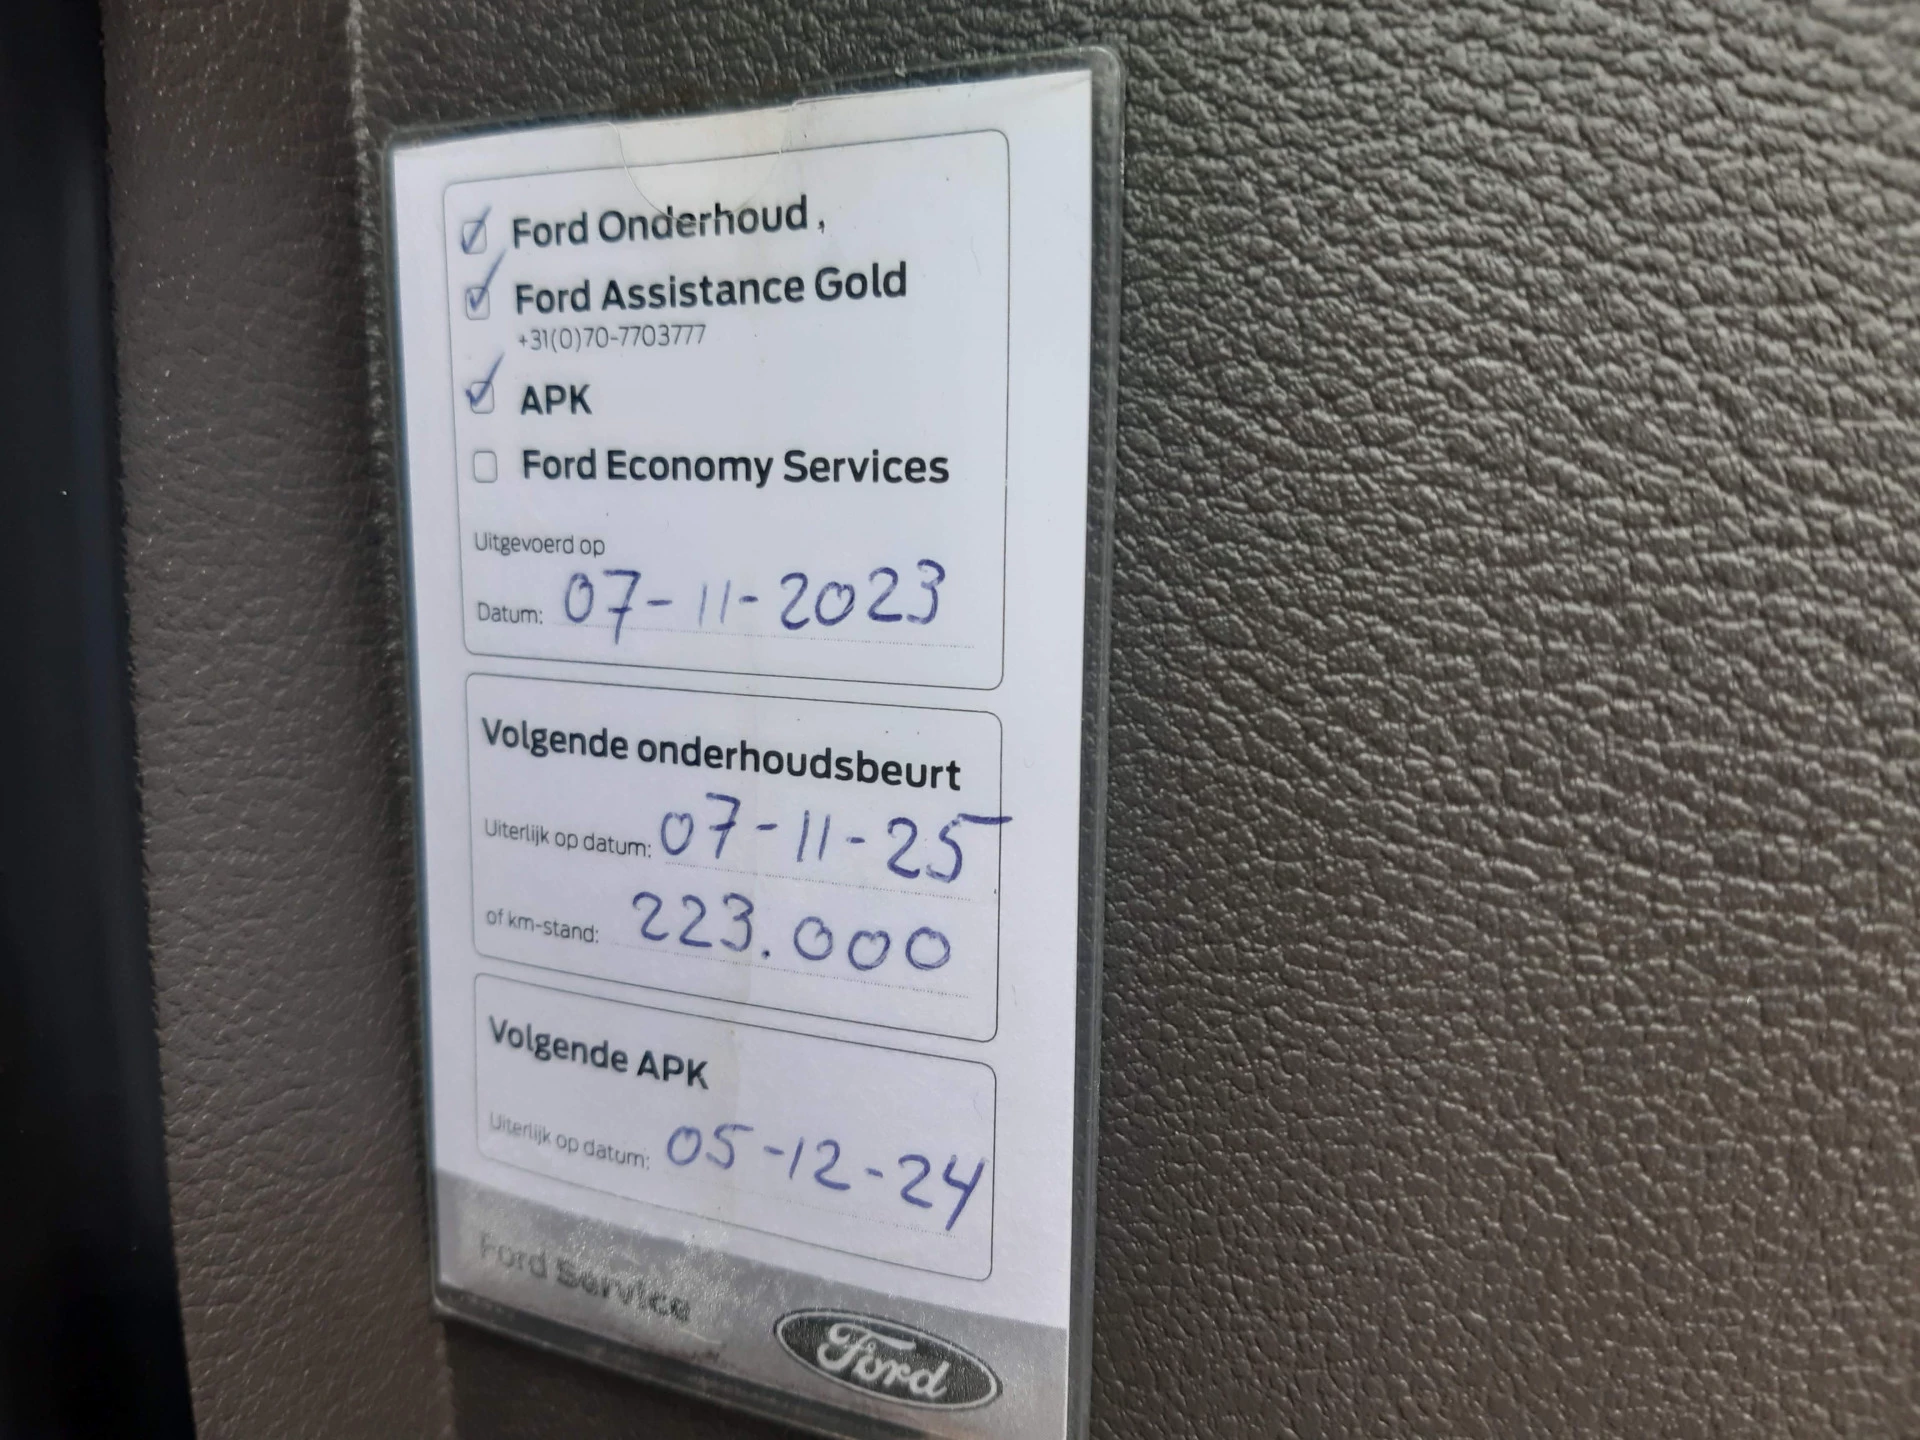 Ford Onderhoud,
Ford Assistance Gold
+31(0)70-7703777
APK
Ford Economy Services
Uitgevoerd op
Datum: 07-11-2023
Volgende onderhoudsbeurt
Uiterlijk op datum: 07-11-25
of km-stand: 223.000
Volgende APK
Uiterlijk op datum: 05-12-24
Ford Service
Ford